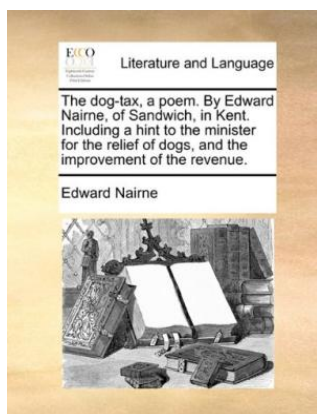 ECCO
Literature and Language
The dog-tax, a poem. By Edward
Nairne, of Sandwich, in Kent.
Including a hint to the minister
for the relief of dogs, and the
improvement of the revenue.
Edward Nairne